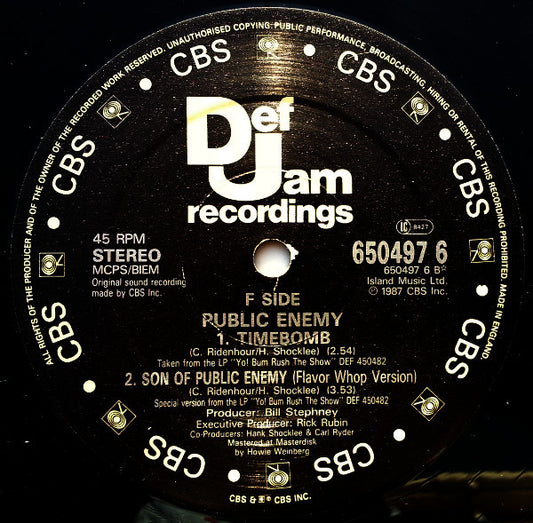 ALL RIGHTS OF THE PRODUCER AND OF THE OWNER OF THE RECORDED WORK RESERVED. UNAUTHORISED COPYING, PUBLIC PERFORMANCE, BROADCASTING, HIRING OR RENTAL OF THIS RECORDING PROHIBITED. MADE IN ENGLAND
CBS
CBS
CBS
CBS
CBS
CBS
CBS
CBS
CBS
Def
Jam
recordings
45 RPM
STEREO
MCPS/BIEM
Original sound recording
made by CBS Inc.
LC 8427
650497 6
650497 6 B☆
Island Music Ltd.
℗ 1987 CBS Inc.
F SIDE
PUBLIC ENEMY
1. TIMEBOMB
(C. Ridenhour/H. Shocklee) (2.54)
Taken from the LP "Yo! Bum Rush The Show" DEF 450482
2. SON OF PUBLIC ENEMY (Flavor Whop Version)
(C. Ridenhour/H. Shocklee) (3.53)
Special version from the LP "Yo! Bum Rush The Show" DEF 450482
Producer: Bill Stephney
Executive Producer: Rick Rubin
Co-Producers: Hank Shocklee & Carl Ryder
Mastered at Masterdisk
by Howie Weinberg
CBS & CBS INC.